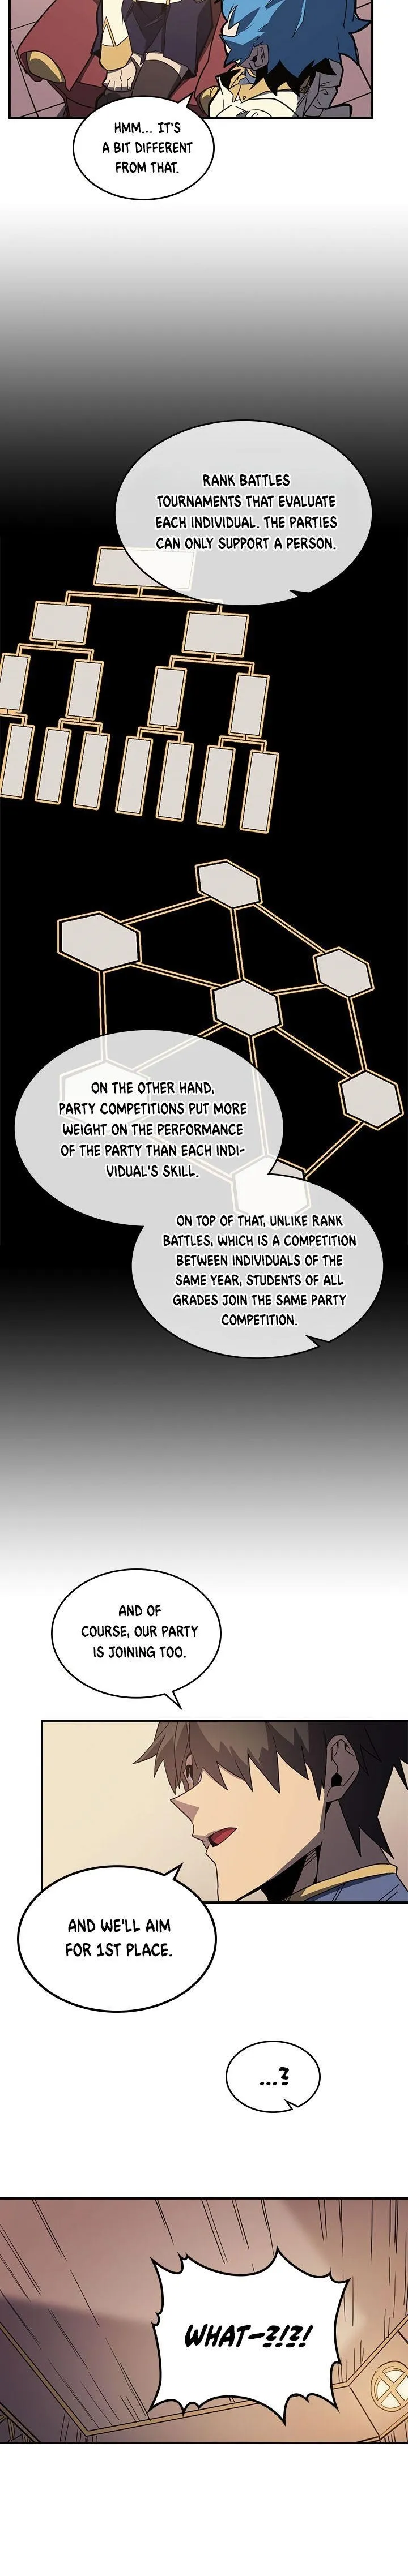 HMM... IT'S
A BIT DIFFERENT
FROM THAT.
RANK BATTLES
TOURNAMENTS THAT EVALUATE
EACH INDIVIDUAL. THE PARTIES
CAN ONLY SUPPORT A PERSON.
ON THE OTHER HAND,
PARTY COMPETITIONS PUT MORE
WEIGHT ON THE PERFORMANCE
OF THE PARTY THAN EACH INDI-
VIDUAL'S SKILL.
ON TOP OF THAT, UNLIKE RANK
BATTLES, WHICH IS A COMPETITION
BETWEEN INDIVIDUALS OF THE
SAME YEAR, STUDENTS OF ALL
GRADES JOIN THE SAME PARTY
COMPETITION.
AND OF
COURSE, OUR PARTY
IS JOINING TOO.
AND WE'LL AIM
FOR 1ST PLACE.
...?
WHAT-?!?!